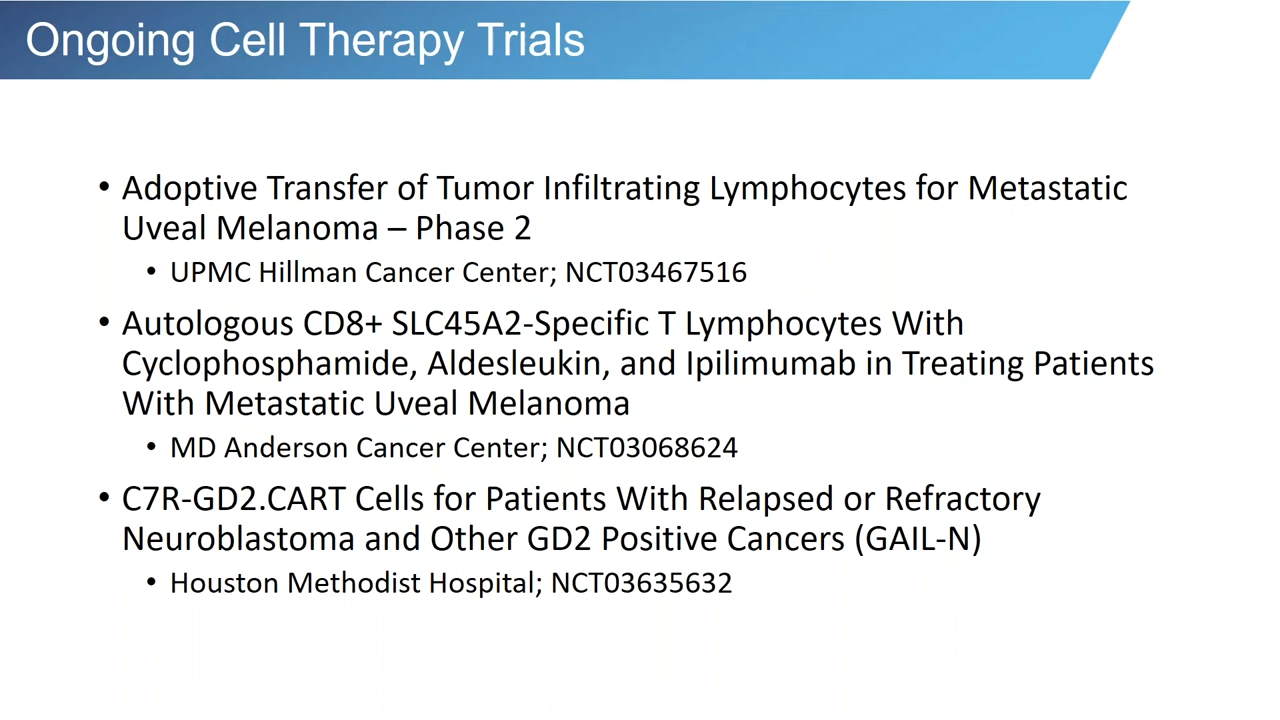 Ongoing Cell Therapy Trials
• Adoptive Transfer of Tumor Infiltrating Lymphocytes for Metastatic
Uveal Melanoma – Phase 2
• UPMC Hillman Cancer Center; NCT03467516
• Autologous CD8+ SLC45A2-Specific T Lymphocytes With
Cyclophosphamide, Aldesleukin, and Ipilimumab in Treating Patients
With Metastatic Uveal Melanoma
• MD Anderson Cancer Center; NCT03068624
• C7R-GD2.CART Cells for Patients With Relapsed or Refractory
Neuroblastoma and Other GD2 Positive Cancers (GAIL-N)
• Houston Methodist Hospital; NCT03635632